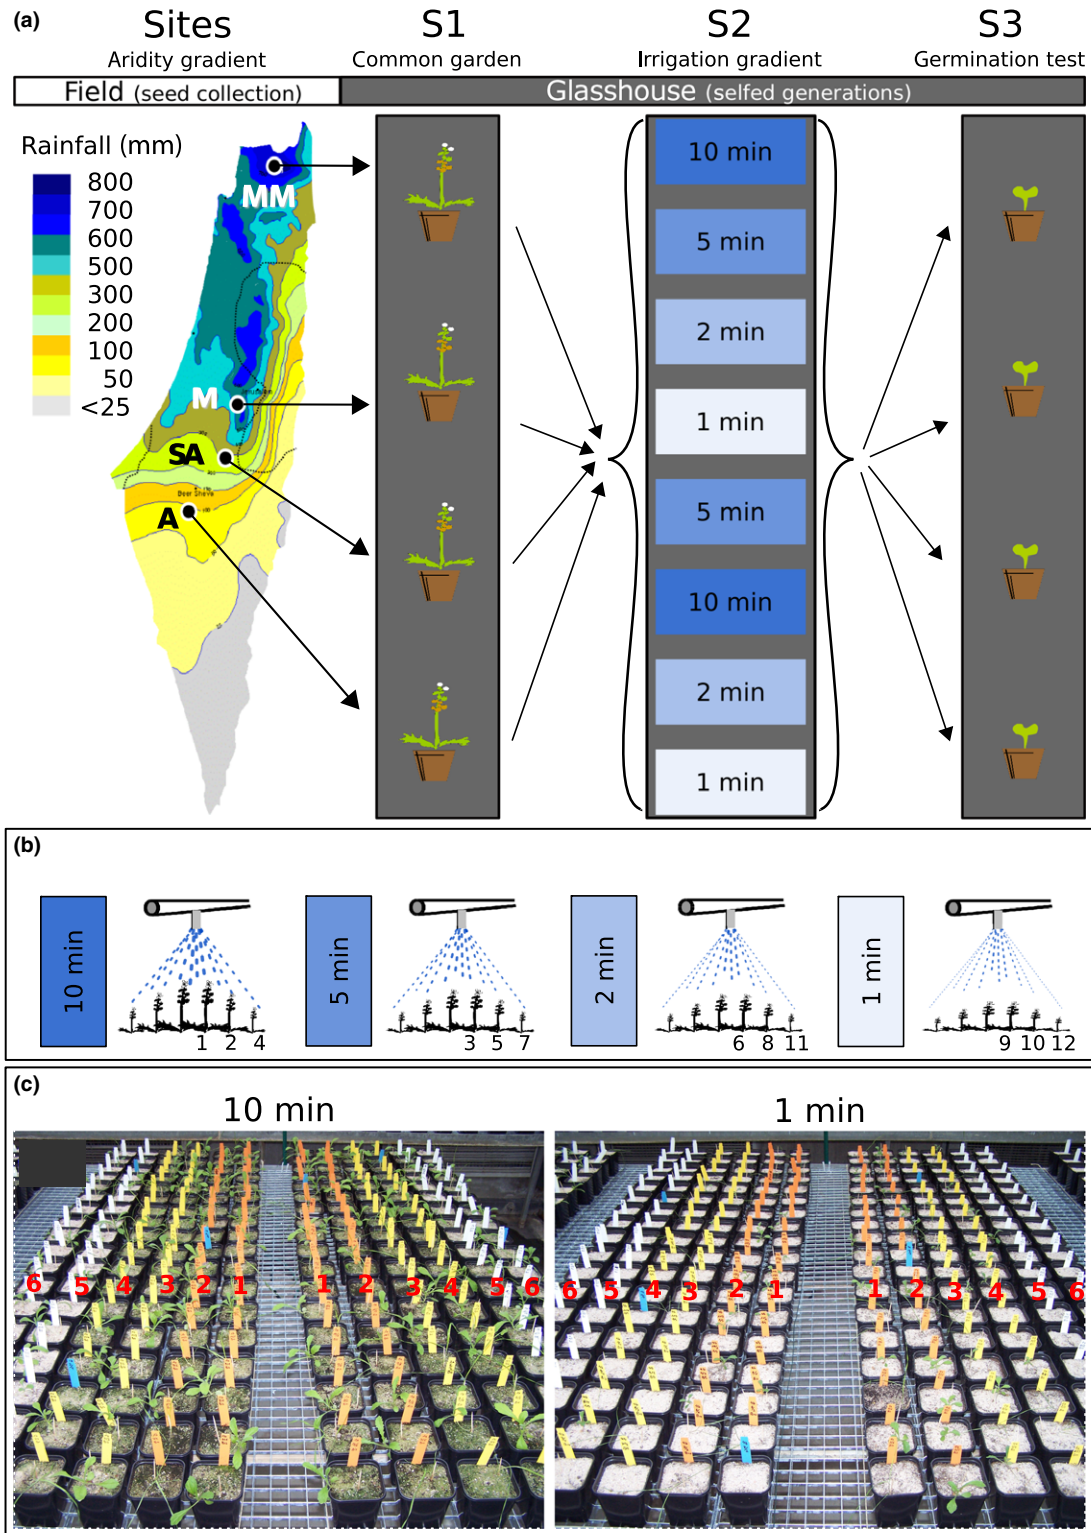 (a)
Sites
S1
S2
S3
Aridity gradient
Common garden
Irrigation gradient
Germination test
Field (seed collection)
Glasshouse (selfed generations)
Rainfall (mm)
800
700
600
500
300
200
100
50
<25
MM
M
SA
A
10 min
5 min
2 min
1 min
5 min
10 min
2 min
1 min
(b)
10 min
1 2 4
5 min
3 5 7
2 min
6 8 11
1 min
9 10 12
(c)
10 min
1 min
6 5 4 3 2 1 1 2 3 4 5 6
6 5 4 3 2 1 1 2 3 4 5 6